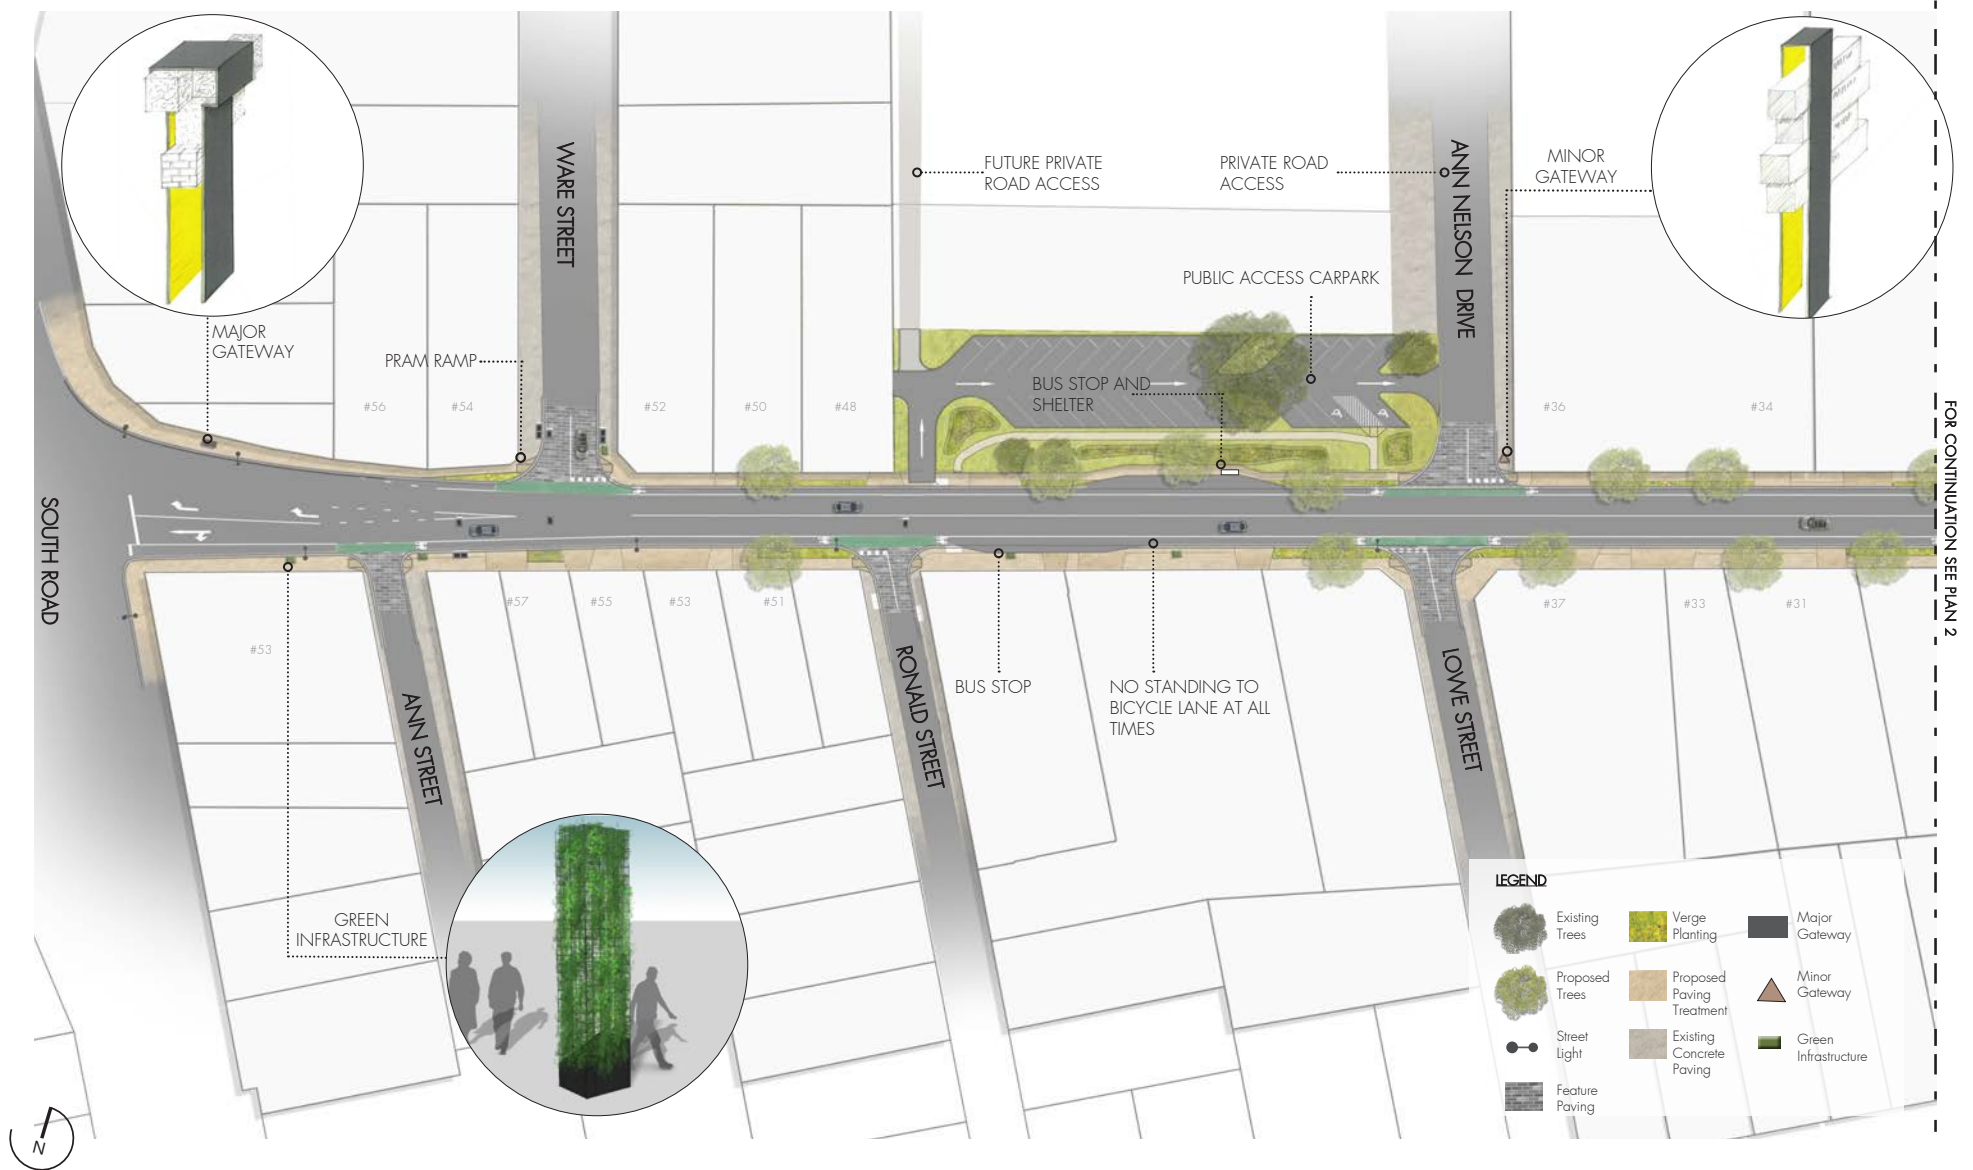 WARE STREET
ANN NELSON DRIVE
FUTURE PRIVATE
ROAD ACCESS
PRIVATE ROAD
ACCESS
MINOR
GATEWAY
PUBLIC ACCESS CARPARK
MAJOR
GATEWAY
PRAM RAMP
BUS STOP AND
SHELTER
#56
#54
#52
#50
#48
#36
#34
FOR CONTINUATION SEE PLAN 2
SOUTH ROAD
#53
#57
#55
#53
#51
#37
#33
#31
ANN STREET
RONALD STREET
LOWE STREET
BUS STOP
NO STANDING TO
BICYCLE LANE AT ALL
TIMES
GREEN
INFRASTRUCTURE
LEGEND
Existing
Trees
Verge
Planting
Major
Gateway
Proposed
Trees
Proposed
Paving
Treatment
Minor
Gateway
Street
Light
Existing
Concrete
Paving
Green
Infrastructure
Feature
Paving
N